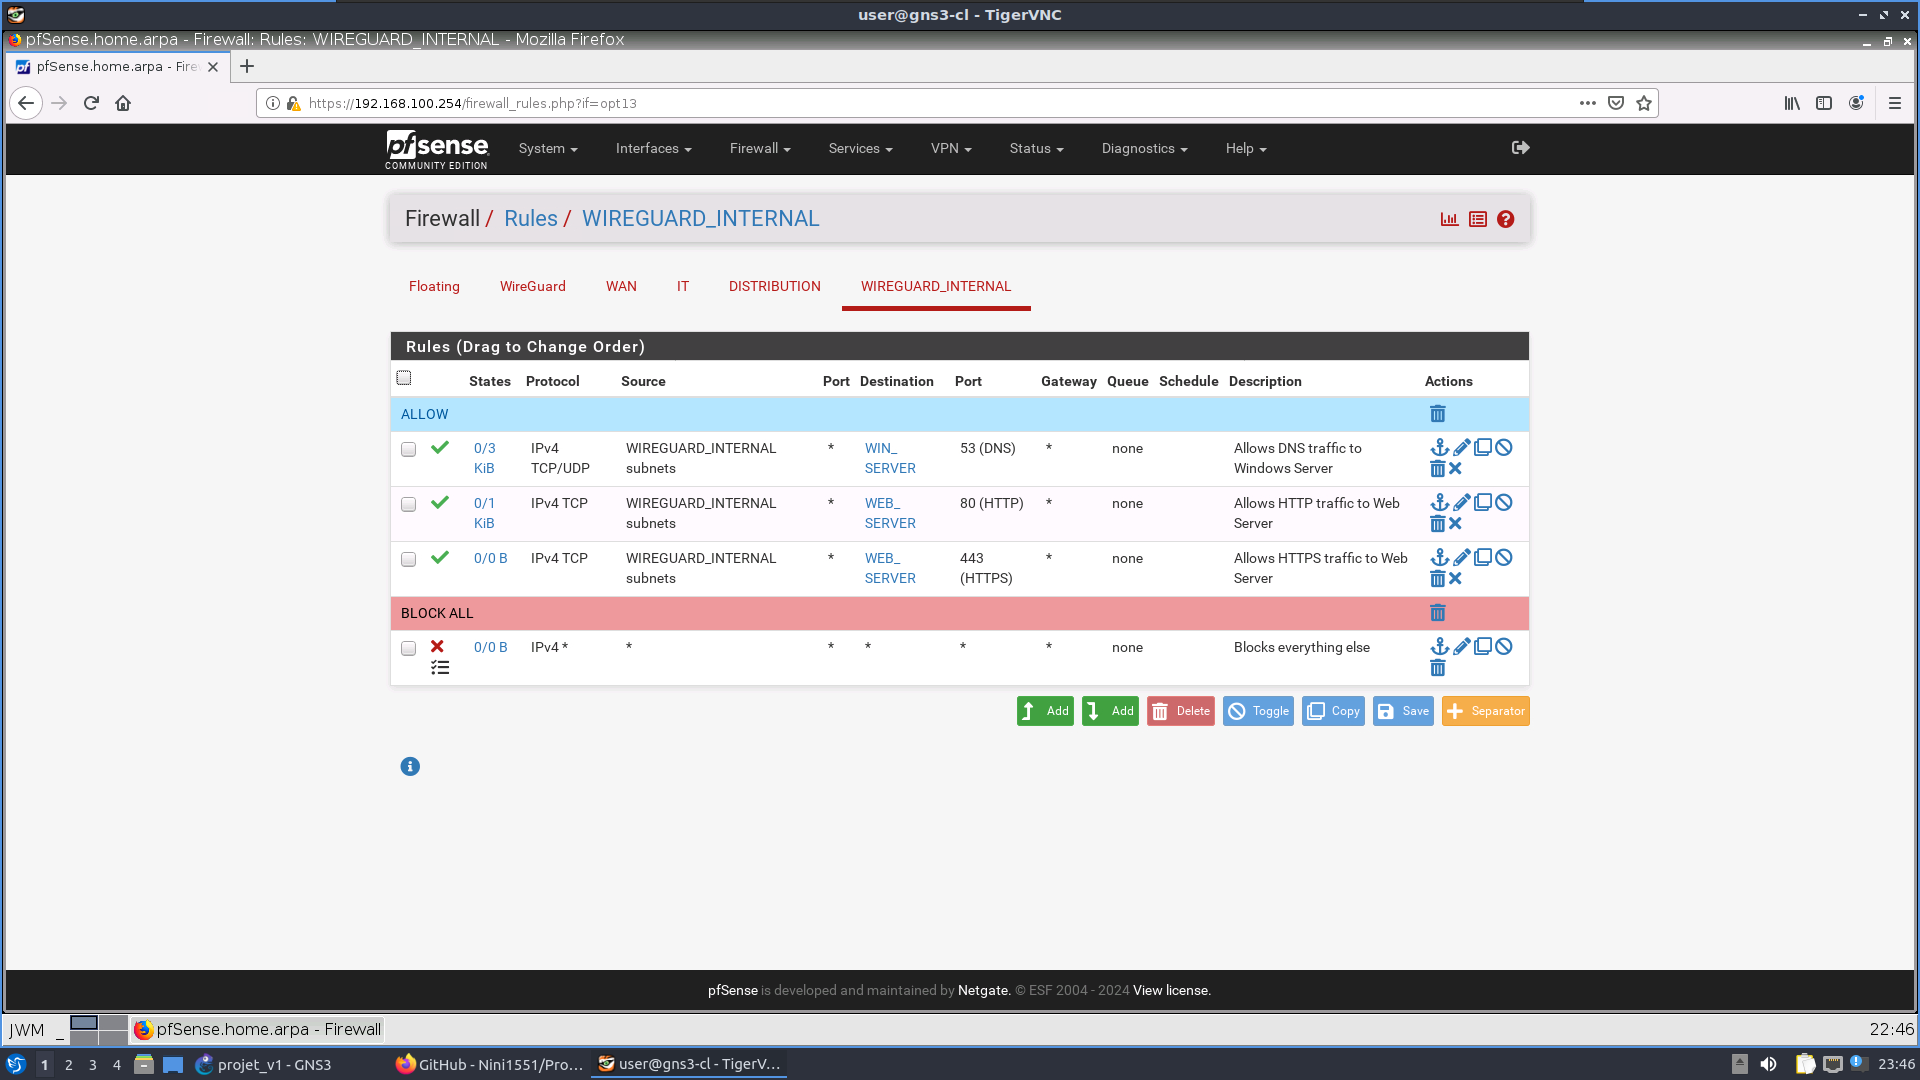 user@gns3-cl - TigerVNC
pfSense.home.arpa - Firewall: Rules: WIREGUARD_INTERNAL - Mozilla Firefox
pfSense.home.arpa - Fire
https://192.168.100.254/firewall_rules.php?if=opt13
pfsense
COMMUNITY EDITION
System Interfaces Firewall Services VPN Status Diagnostics Help
Firewall / Rules / WIREGUARD_INTERNAL
Floating WireGuard WAN IT DISTRIBUTION WIREGUARD_INTERNAL
Rules (Drag to Change Order)
States Protocol Source Port Destination Port Gateway Queue Schedule Description Actions
ALLOW
0/3 IPv4 WIREGUARD_INTERNAL * WIN_ 53 (DNS) * none Allows DNS traffic to
KiB TCP/UDP subnets SERVER Windows Server
0/1 IPv4 TCP WIREGUARD_INTERNAL * WEB_ 80 (HTTP) * none Allows HTTP traffic to Web
KiB subnets SERVER Server
0/0 B IPv4 TCP WIREGUARD_INTERNAL * WEB_ 443 * none Allows HTTPS traffic to Web
subnets SERVER (HTTPS) Server
BLOCK ALL
0/0 B IPv4 * * * * * * none Blocks everything else
Add Add Delete Toggle Copy Save Separator
pfSense is developed and maintained by Netgate. © ESF 2004 - 2024 View license.
JWM _ pfSense.home.arpa - Firewall 22:46
1 2 3 4 projet_v1 - GNS3 GitHub - Nini1551/Pro... user@gns3-cl - TigerV... 23:46